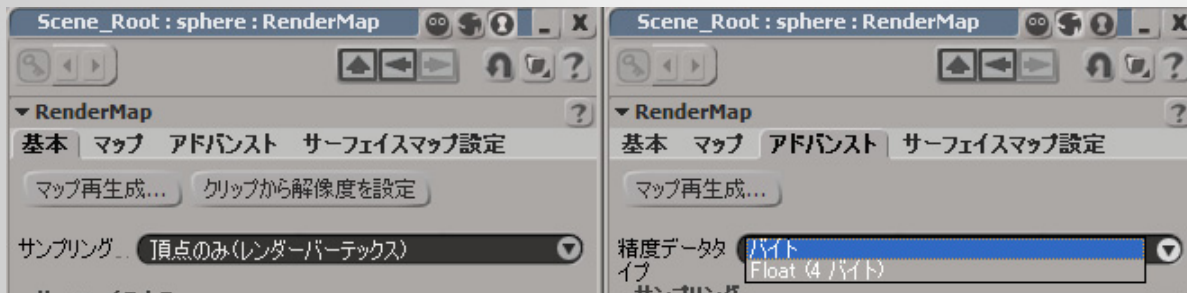 Scene_Root : sphere : RenderMap
RenderMap
基本 マップ アドバンスト サーフェイスマップ設定
マップ再生成... クリップから解像度を設定
サンプリング... 頂点のみ(レンダーバーテックス)
Scene_Root : sphere : RenderMap
RenderMap
基本 マップ アドバンスト サーフェイスマップ設定
マップ再生成...
精度データタイプ
バイト
Float (4 バイト)